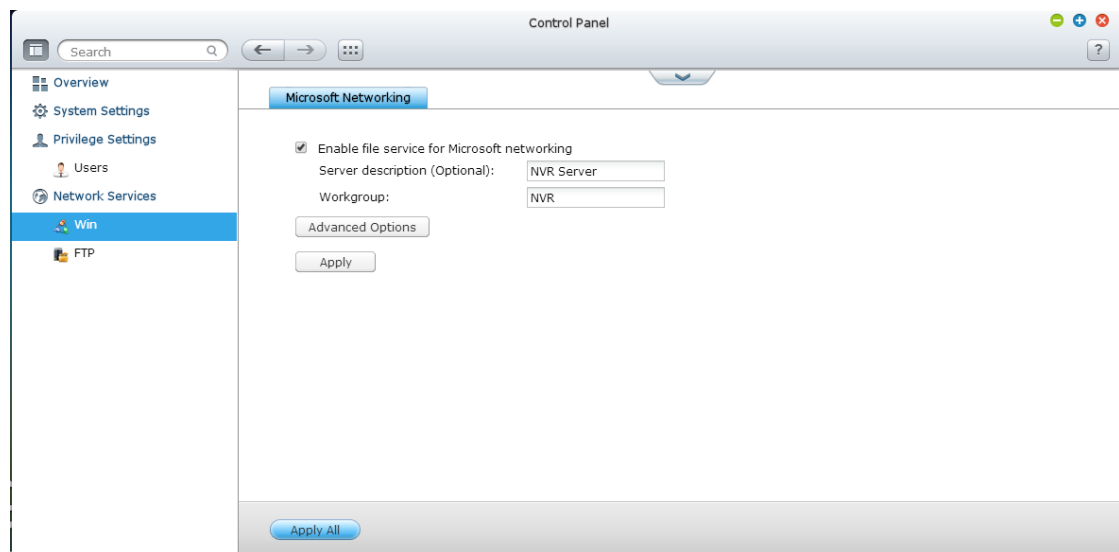 Control Panel
Search
?
Overview
System Settings
Privilege Settings
Users
Network Services
Win
FTP
Microsoft Networking
Enable file service for Microsoft networking
Server description (Optional): NVR Server
Workgroup: NVR
Advanced Options
Apply
Apply All